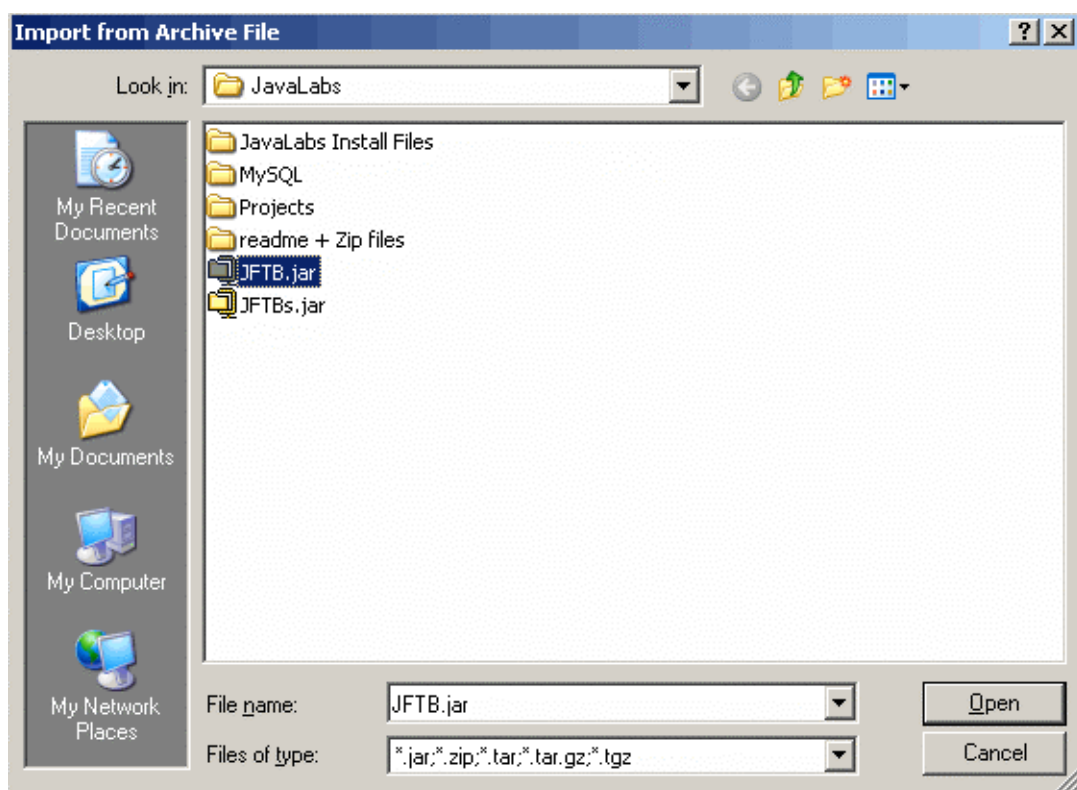 Import from Archive File
Look in: JavaLabs
JavaLabs Install Files
MySQL
Projects
readme + Zip files
JFTB.jar
JFTBs.jar
My Recent
Documents
Desktop
My Documents
My Computer
My Network
Places
File name: JFTB.jar Open
Files of type: *.jar;*.zip;*.tar;*.tar.gz;*.tgz Cancel